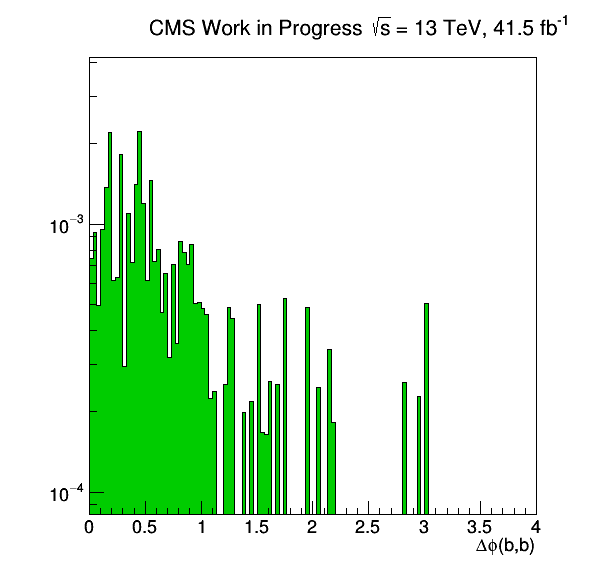 CMS Work in Progress √s = 13 TeV, 41.5 fb⁻¹
10⁻³
10⁻⁴
0 0.5 1 1.5 2 2.5 3 3.5 4
Δϕ(b,b)